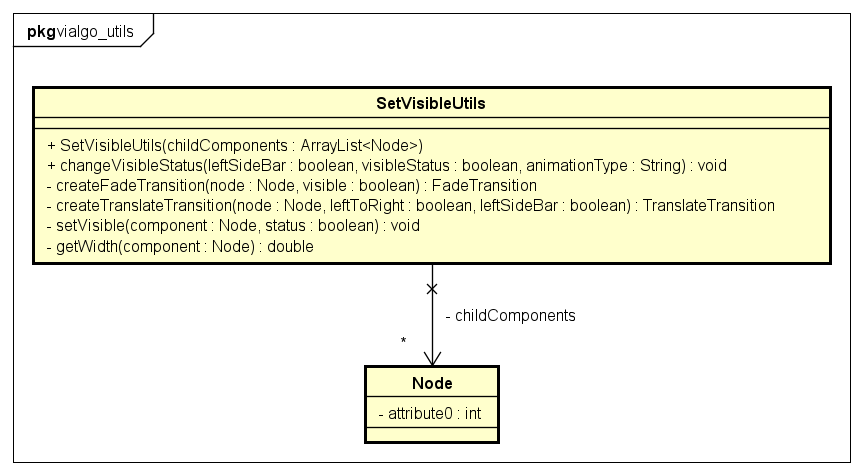 pkg vialgo_utils
SetVisibleUtils
+ SetVisibleUtils(childComponents : ArrayList<Node>)
+ changeVisibleStatus(leftSideBar : boolean, visibleStatus : boolean, animationType : String) : void
- createFadeTransition(node : Node, visible : boolean) : FadeTransition
- createTranslateTransition(node : Node, leftToRight : boolean, leftSideBar : boolean) : TranslateTransition
- setVisible(component : Node, status : boolean) : void
- getWidth(component : Node) : double
- childComponents
*
Node
- attribute0 : int